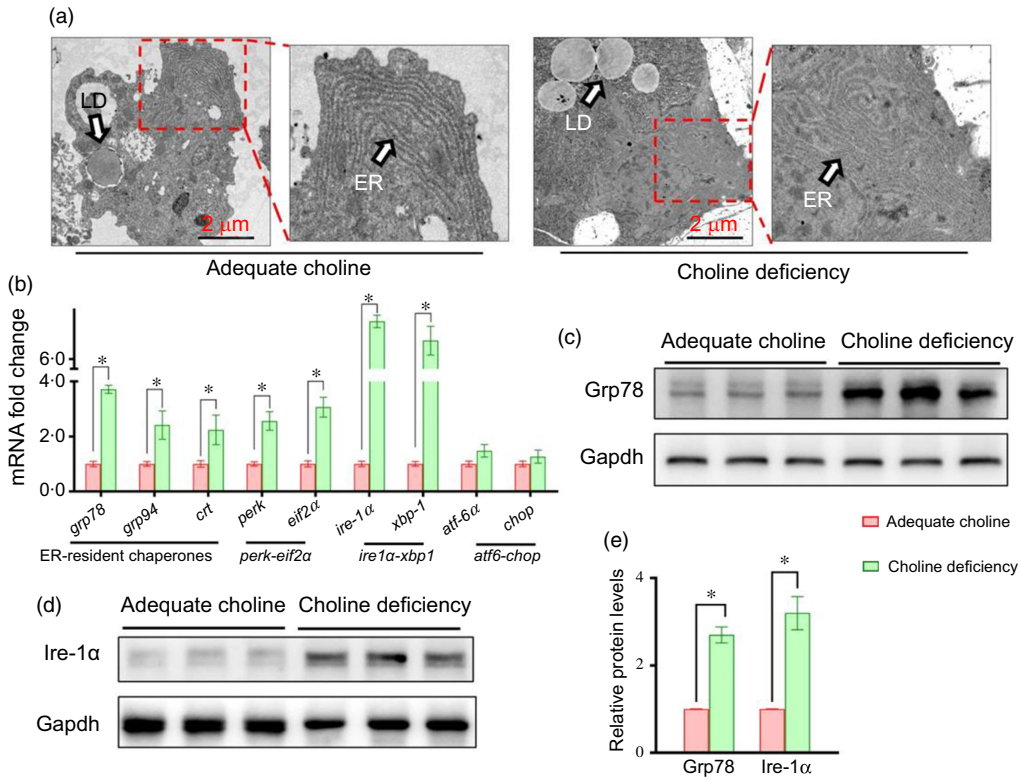 (a)
LD
ER
2 μm
Adequate choline
LD
ER
2 μm
Choline deficiency
(b)
mRNA fold change
6·0
4·0
2·0
0·0
* * * * * * *
grp78 grp94 crt perk eif2α ire-1α xbp-1 atf-6α chop
ER-resident chaperones perk-eif2α ire1α-xbp1 atf6-chop
(c)
Adequate choline Choline deficiency
Grp78
Gapdh
Adequate choline
Choline deficiency
(d)
Adequate choline Choline deficiency
Ire-1α
Gapdh
(e)
Relative protein levels
4
2
0
* *
Grp78 Ire-1α